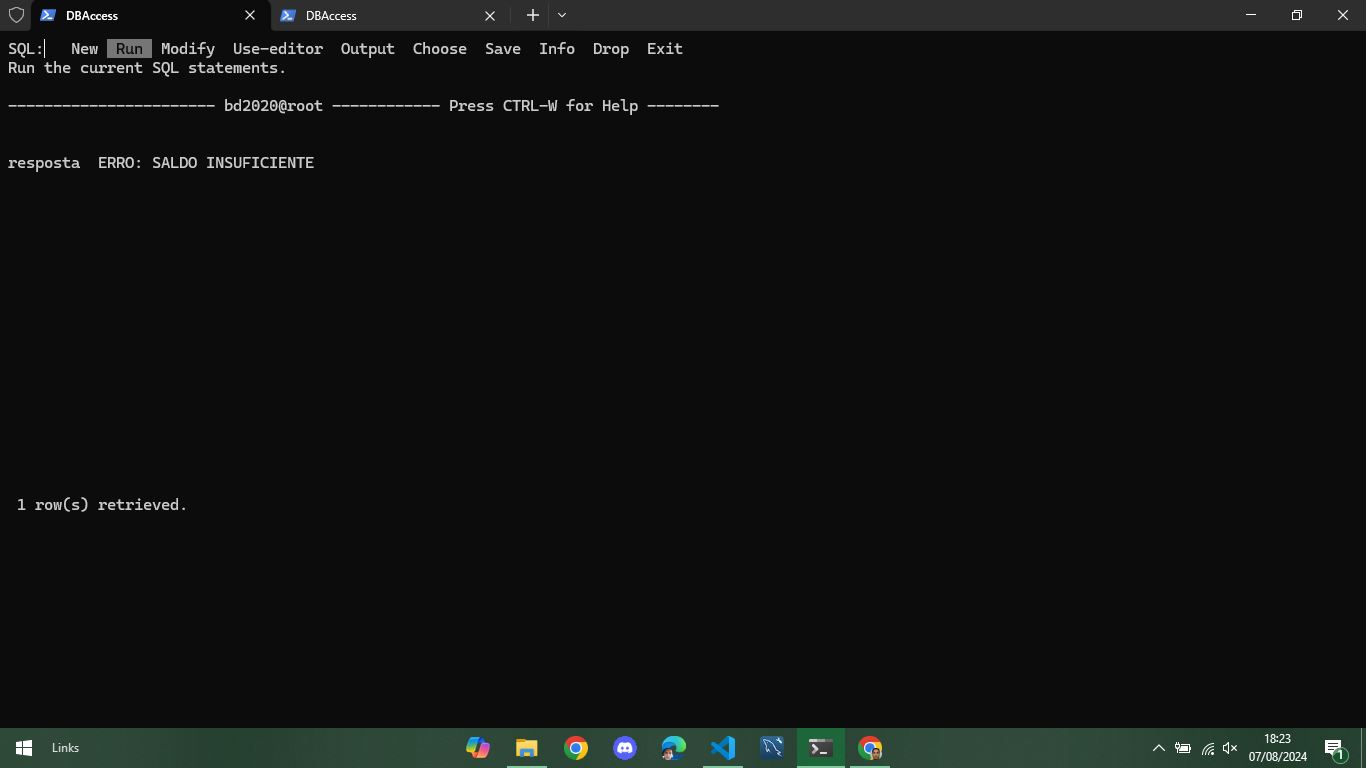 DBAccess
DBAccess
SQL: New Run Modify Use-editor Output Choose Save Info Drop Exit
Run the current SQL statements.
----------------------- bd2020@root ------------ Press CTRL-W for Help --------
resposta ERRO: SALDO INSUFICIENTE
1 row(s) retrieved.
Links
18:23
07/08/2024
1